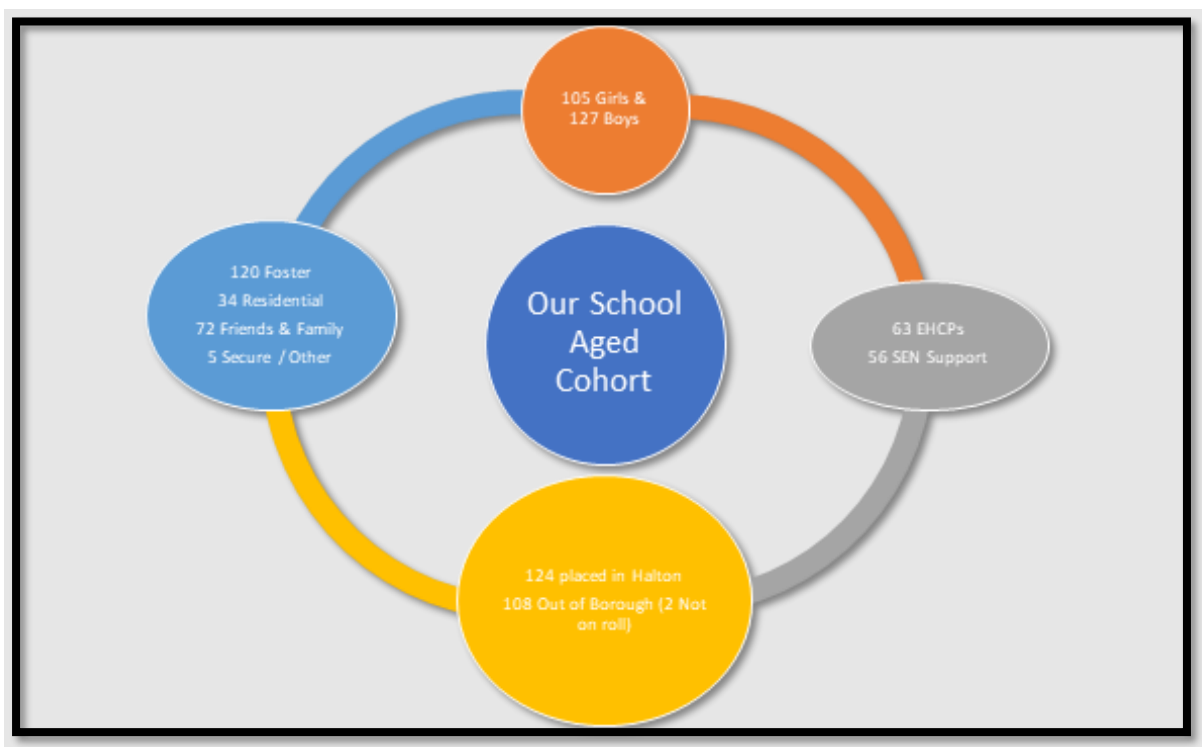 105 Girls &
127 Boys
120 Foster
34 Residential
72 Friends & Family
5 Secure / Other
Our School
Aged
Cohort
63 EHCPs
56 SEN Support
124 placed in Halton
108 Out of Borough (2 Not
on roll)